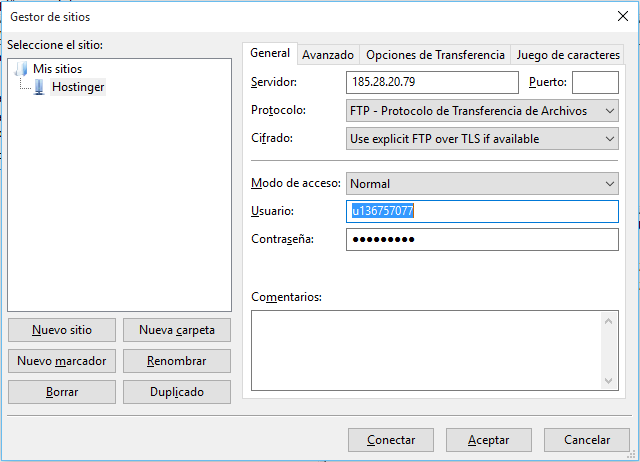 Gestor de sitios
Seleccione el sitio:
Mis sitios
Hostinger
Nuevo sitio
Nueva carpeta
Nuevo marcador
Renombrar
Borrar
Duplicado
General
Avanzado
Opciones de Transferencia
Juego de caracteres
Servidor: 185.28.20.79 Puerto:
Protocolo: FTP - Protocolo de Transferencia de Archivos
Cifrado: Use explicit FTP over TLS if available
Modo de acceso: Normal
Usuario: u136757077
Contraseña: ●●●●●●●●●
Comentarios:
Conectar
Aceptar
Cancelar